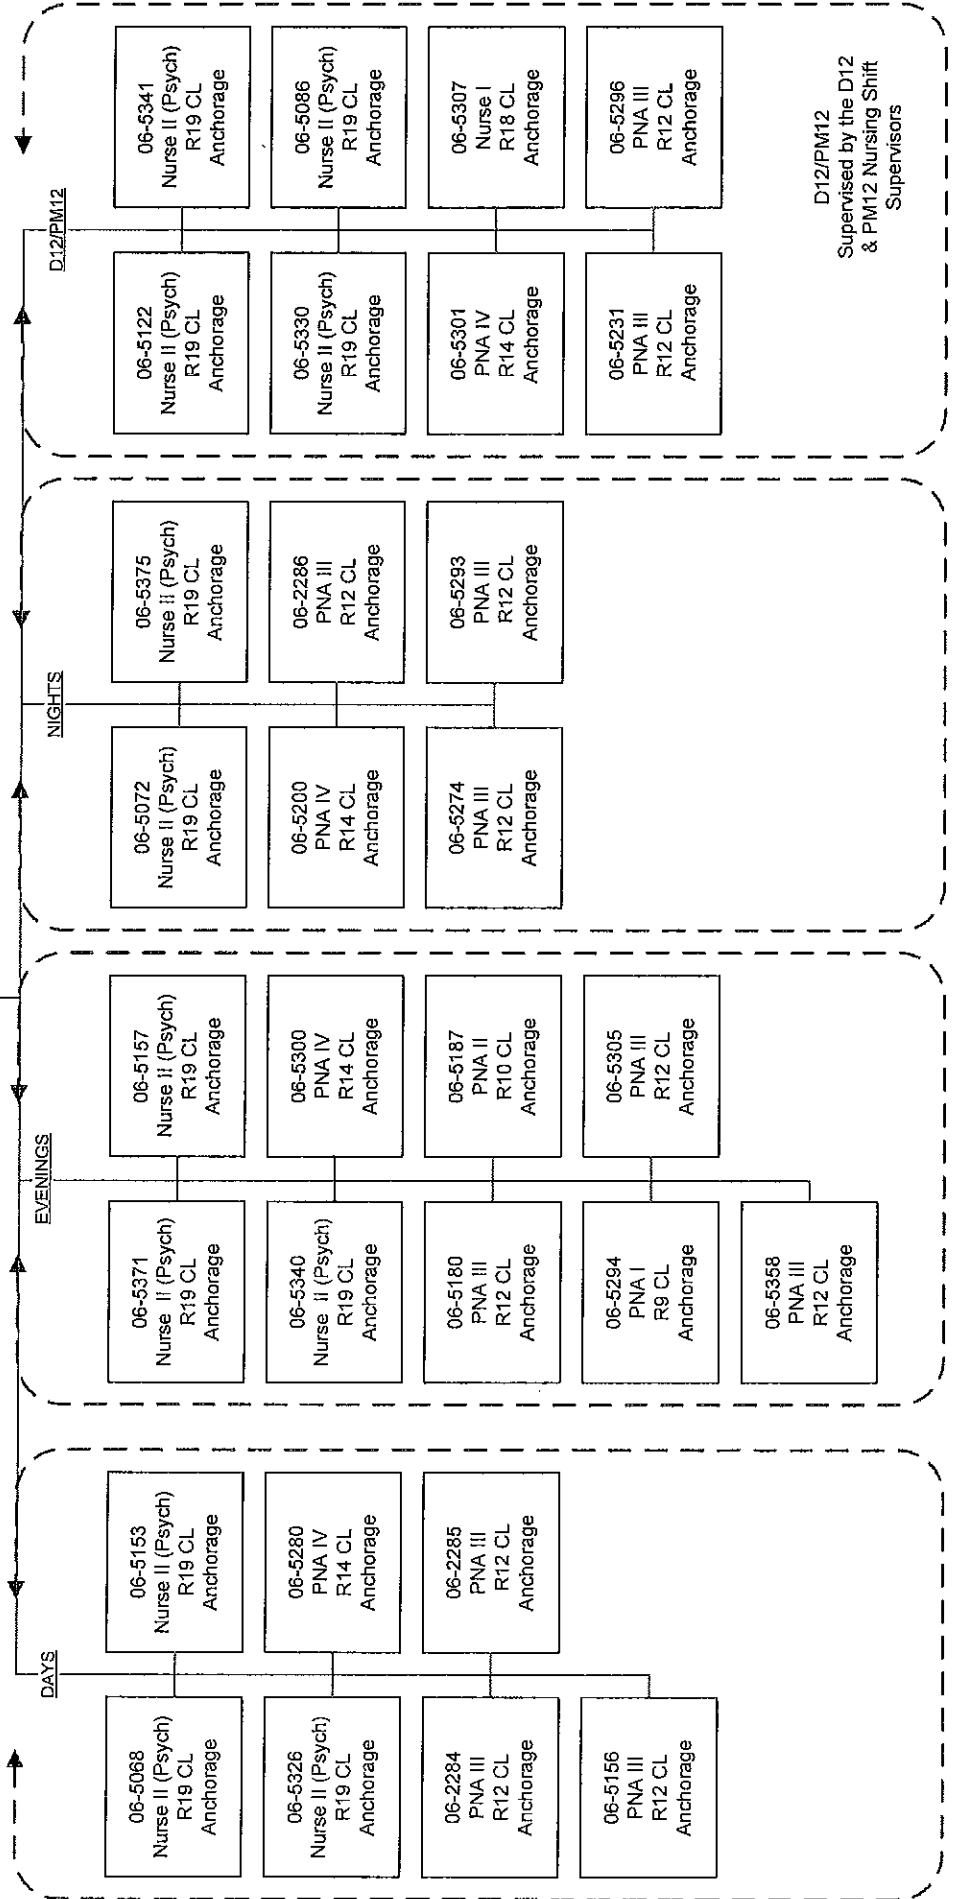 DAYS
06-5068
Nurse II (Psych)
R19 CL
Anchorage
06-5153
Nurse II (Psych)
R19 CL
Anchorage
06-5326
Nurse II (Psych)
R19 CL
Anchorage
06-5280
PNA IV
R14 CL
Anchorage
06-2284
PNA III
R12 CL
Anchorage
06-2285
PNA III
R12 CL
Anchorage
06-5156
PNA III
R12 CL
Anchorage
EVENINGS
06-5371
Nurse II (Psych)
R19 CL
Anchorage
06-5157
Nurse II (Psych)
R19 CL
Anchorage
06-5340
Nurse II (Psych)
R19 CL
Anchorage
06-5300
PNA IV
R14 CL
Anchorage
06-5180
PNA III
R12 CL
Anchorage
06-5187
PNA II
R10 CL
Anchorage
06-5294
PNA I
R9 CL
Anchorage
06-5305
PNA III
R12 CL
Anchorage
06-5358
PNA III
R12 CL
Anchorage
NIGHTS
06-5072
Nurse II (Psych)
R19 CL
Anchorage
06-5375
Nurse II (Psych)
R19 CL
Anchorage
06-5200
PNA IV
R14 CL
Anchorage
06-2286
PNA III
R12 CL
Anchorage
06-5274
PNA III
R12 CL
Anchorage
06-5293
PNA III
R12 CL
Anchorage
D12/PM12
06-5122
Nurse II (Psych)
R19 CL
Anchorage
06-5341
Nurse II (Psych)
R19 CL
Anchorage
06-5330
Nurse II (Psych)
R19 CL
Anchorage
06-5086
Nurse II (Psych)
R19 CL
Anchorage
06-5301
PNA IV
R14 CL
Anchorage
06-5307
Nurse I
R18 CL
Anchorage
06-5231
PNA III
R12 CL
Anchorage
06-5296
PNA III
R12 CL
Anchorage
D12/PM12
Supervised by the D12
& PM12 Nursing Shift
Supervisors